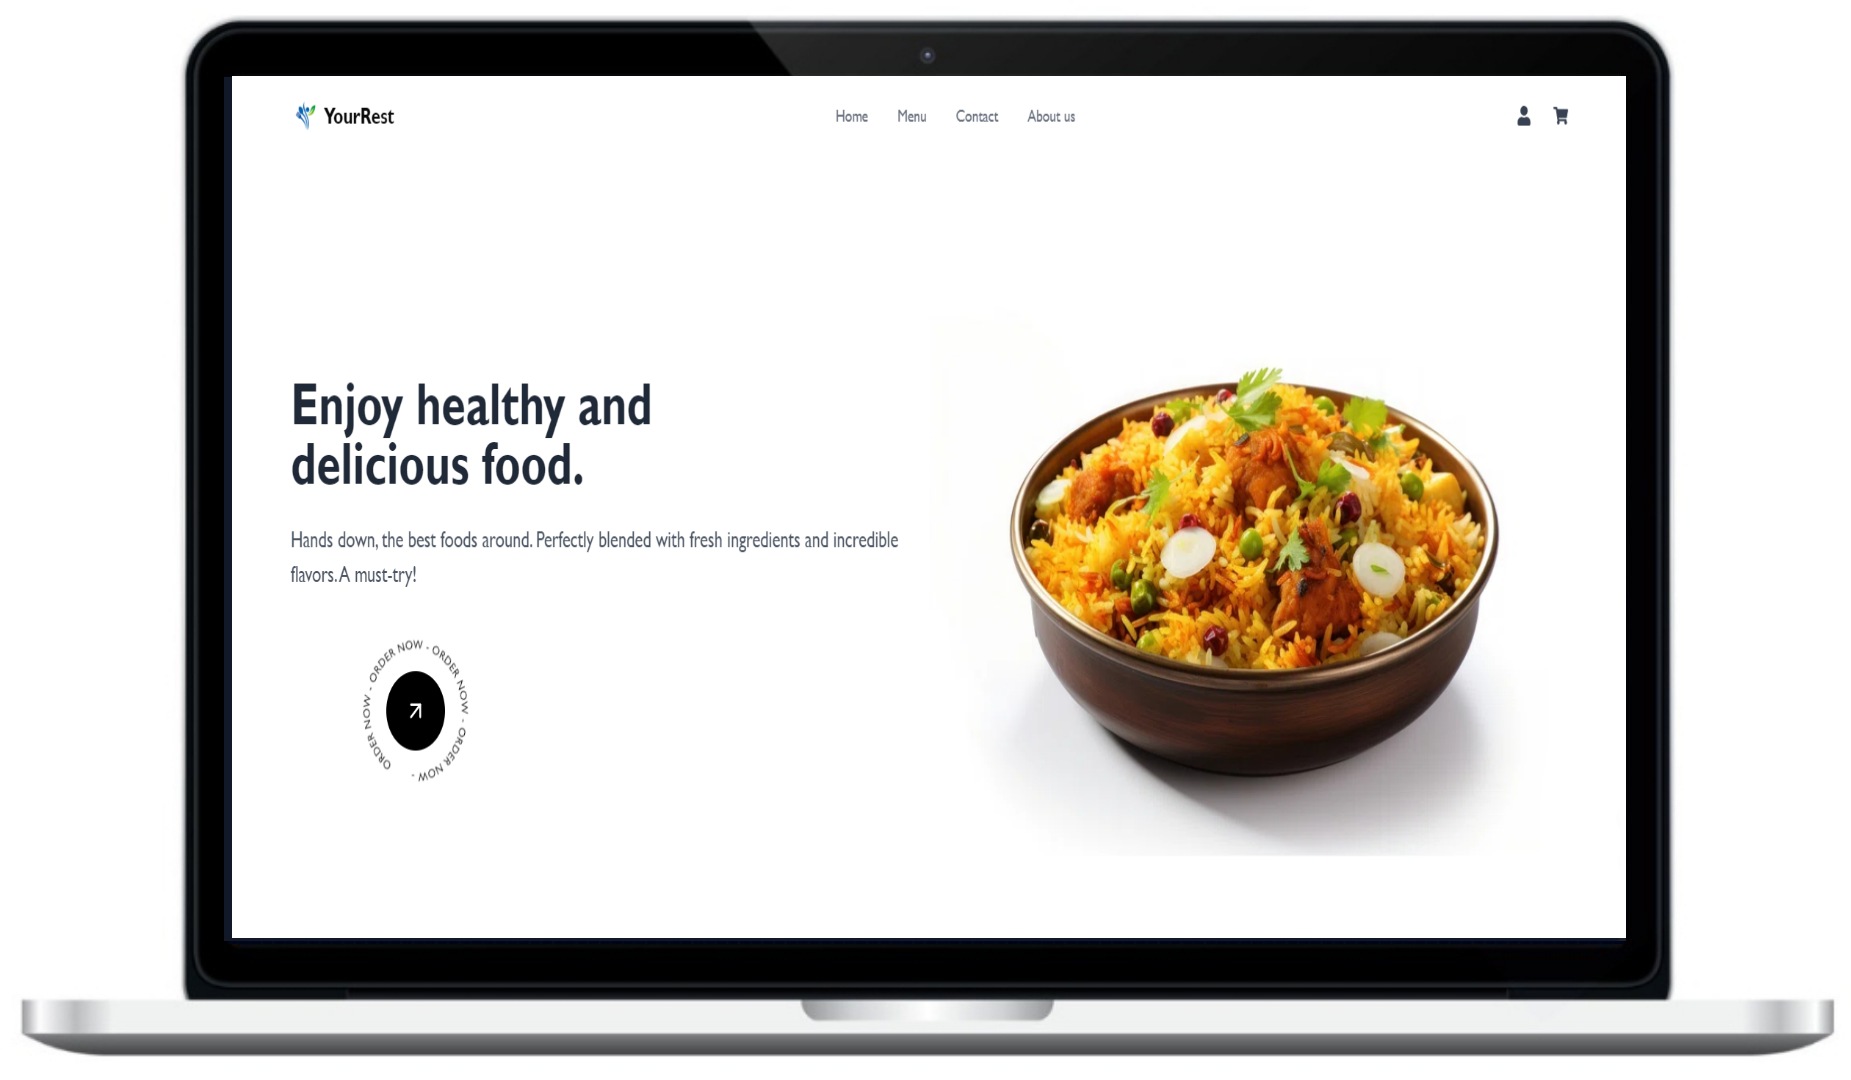 YourRest
Home
Menu
Contact
About us
Enjoy healthy and
delicious food.
Hands down, the best foods around. Perfectly blended with fresh ingredients and incredible
flavors. A must-try!
ORDER NOW - ORDER NOW - ORDER NOW - ORDER NOW -